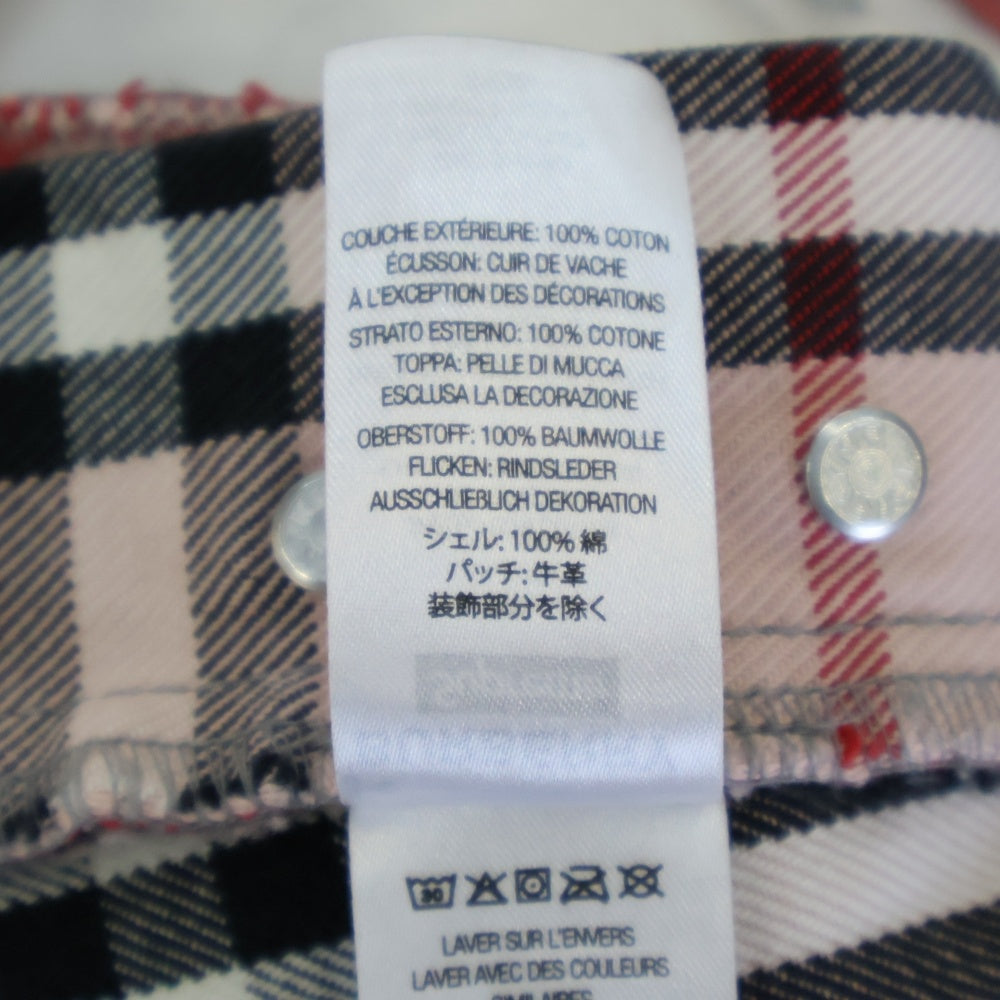 COUCHE EXTÉRIEURE: 100% COTON
ÉCUSSON: CUIR DE VACHE
À L'EXCEPTION DES DÉCORATIONS
STRATO ESTERNO: 100% COTONE
TOPPA: PELLE DI MUCCA
ESCLUSA LA DECORAZIONE
OBERSTOFF: 100% BAUMWOLLE
FLICKEN: RINDSLEDER
AUSSCHLIEßLICH DEKORATION
シェル: 100% 綿
パッチ: 牛革
装飾部分を除く
30
LAVER SUR L'ENVERS
LAVER AVEC DES COULEURS
SIMILAIRES